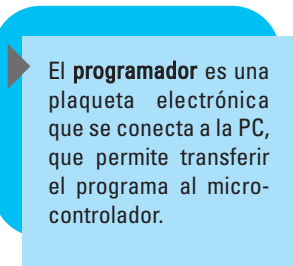 El programador es una
plaqueta electrónica
que se conecta a la PC,
que permite transferir
el programa al micro-
controlador.